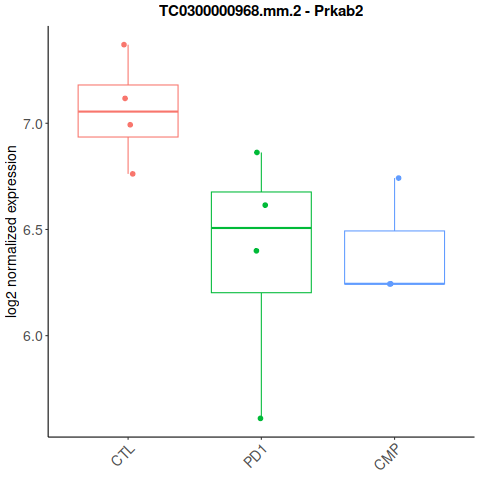 TC0300000968.mm.2 - Prkab2
log2 normalized expression
7.0
6.5
6.0
CTL
PD1
CMP